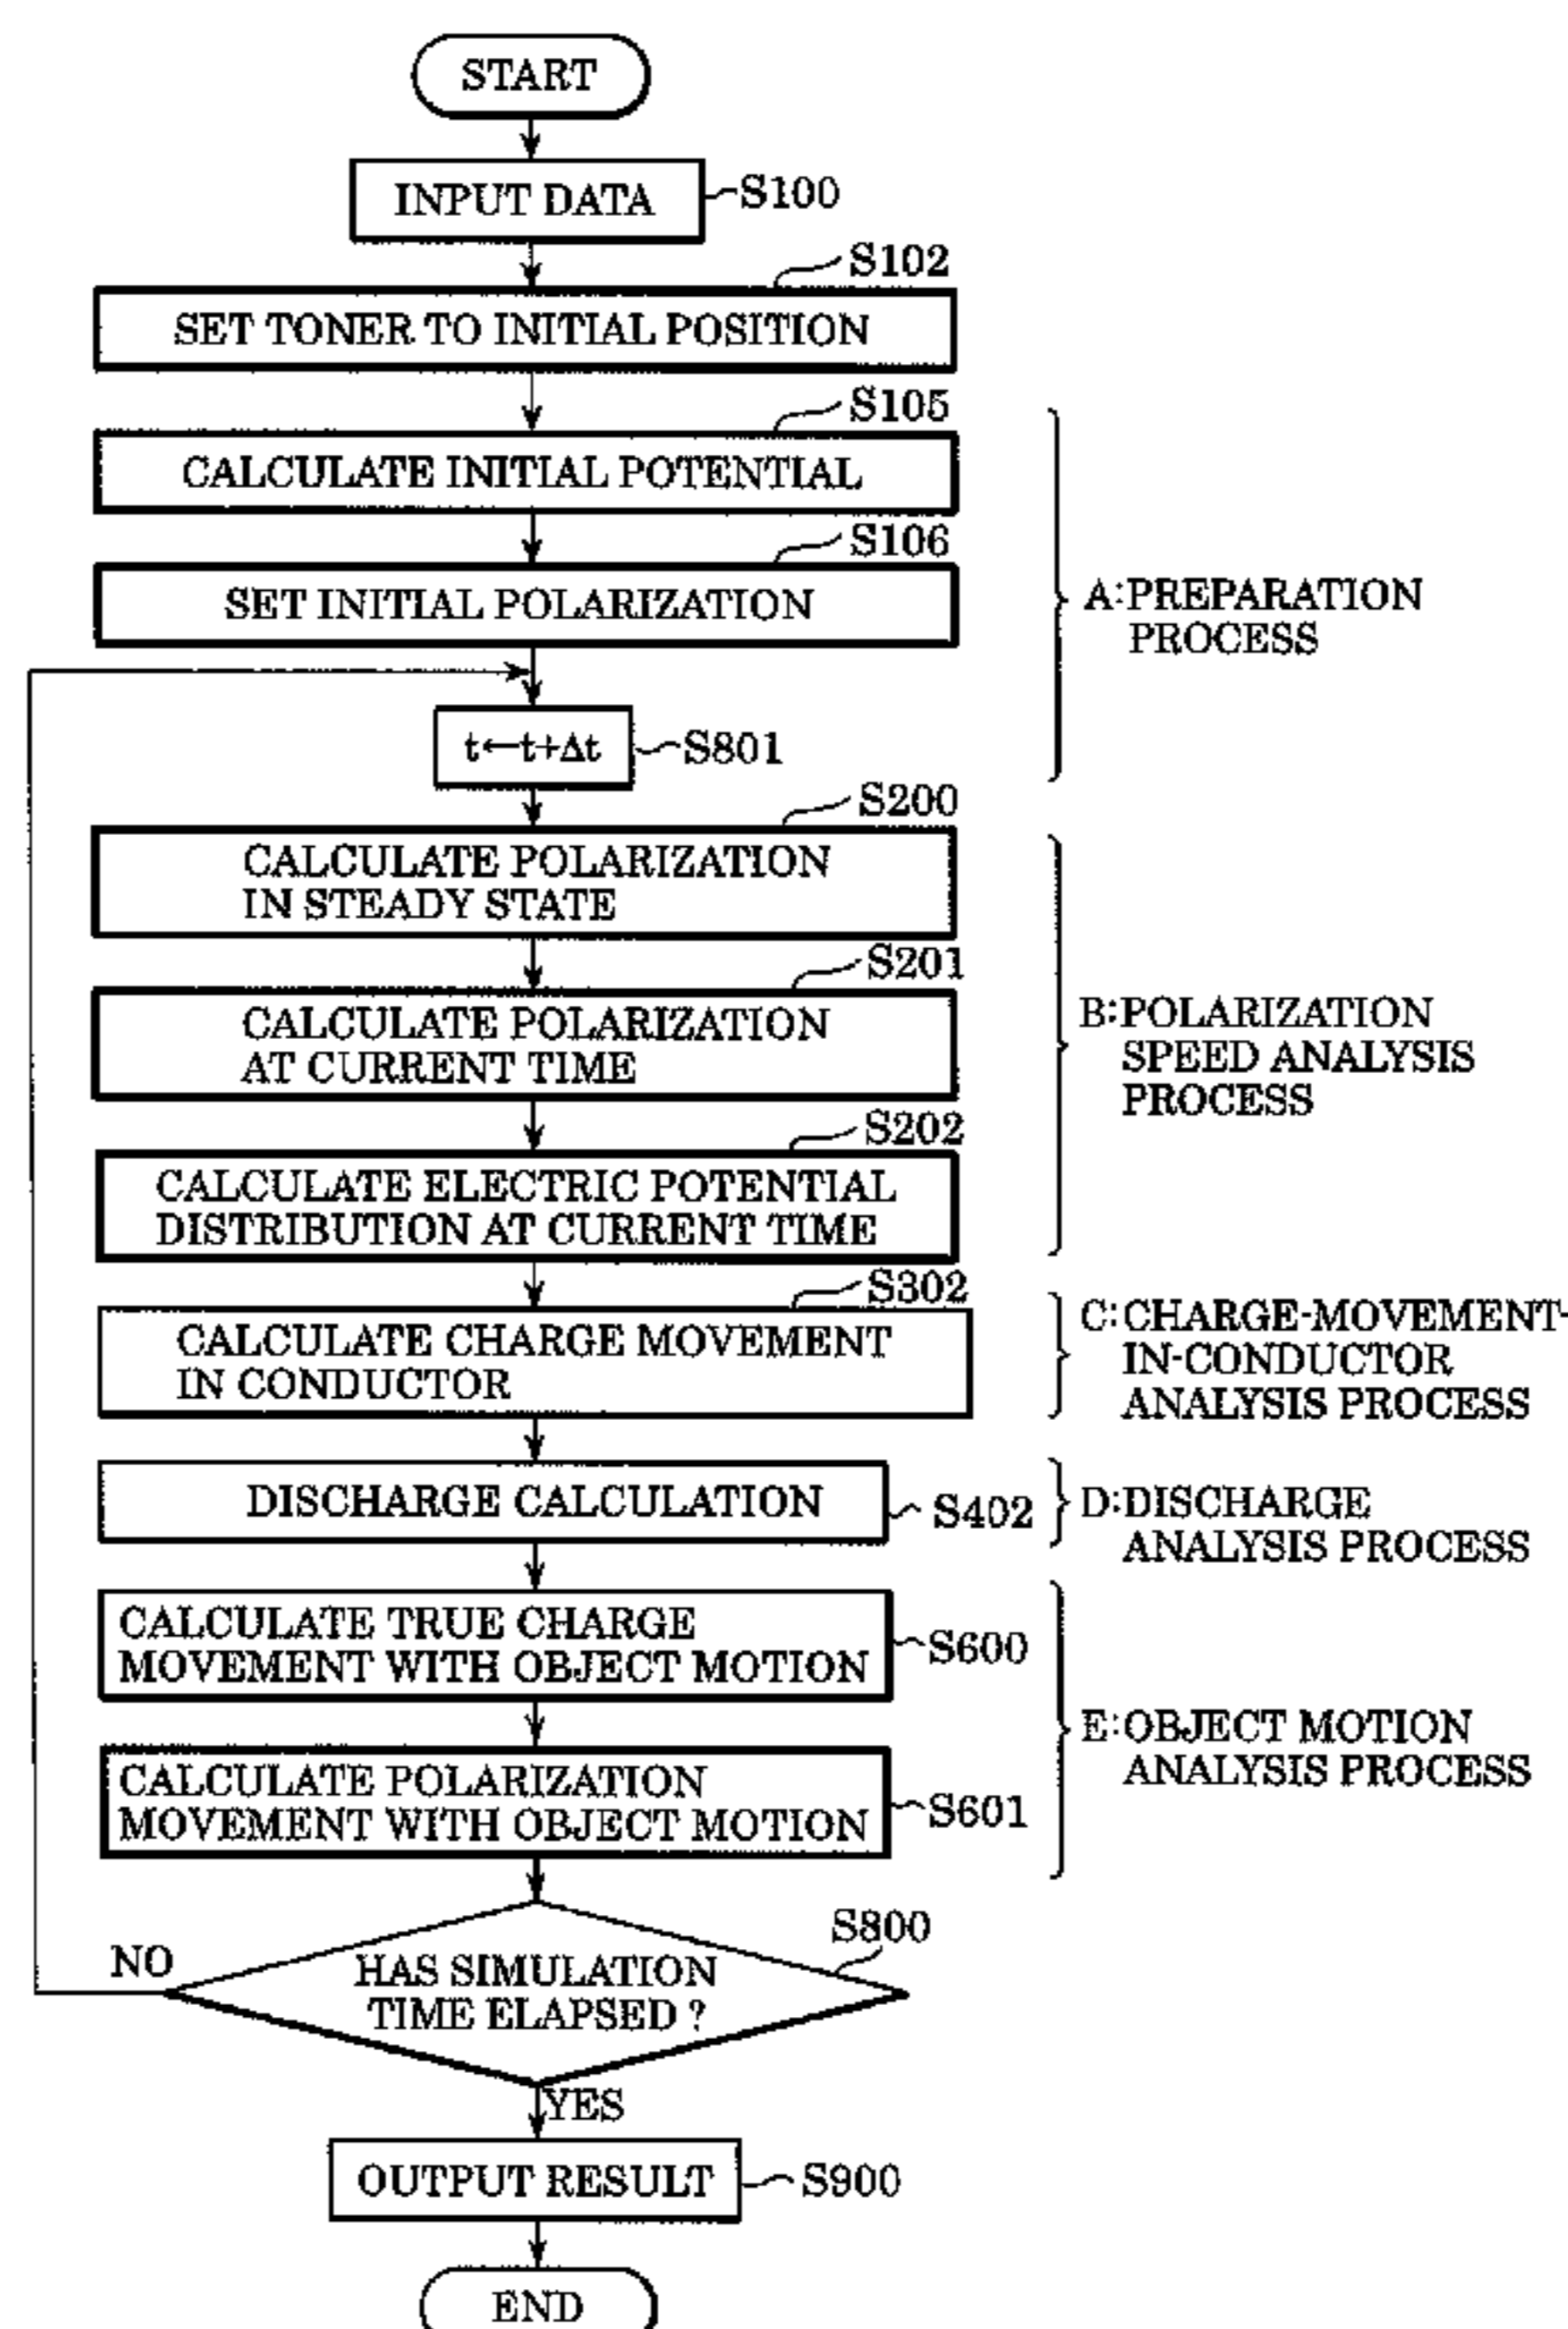 START
INPUT DATA
S100
S102
SET TONER TO INITIAL POSITION
S105
CALCULATE INITIAL POTENTIAL
S106
SET INITIAL POLARIZATION
A:PREPARATION
PROCESS
t←t+Δt
S801
S200
CALCULATE POLARIZATION
IN STEADY STATE
S201
CALCULATE POLARIZATION
AT CURRENT TIME
B:POLARIZATION
SPEED ANALYSIS
PROCESS
S202
CALCULATE ELECTRIC POTENTIAL
DISTRIBUTION AT CURRENT TIME
S302
CALCULATE CHARGE MOVEMENT
IN CONDUCTOR
C:CHARGE-MOVEMENT-
IN-CONDUCTOR
ANALYSIS PROCESS
DISCHARGE CALCULATION
S402
D:DISCHARGE
ANALYSIS PROCESS
CALCULATE TRUE CHARGE
MOVEMENT WITH OBJECT MOTION
S600
E:OBJECT MOTION
ANALYSIS PROCESS
CALCULATE POLARIZATION
MOVEMENT WITH OBJECT MOTION
S601
S800
NO
HAS SIMULATION
TIME ELAPSED ?
YES
OUTPUT RESULT
S900
END